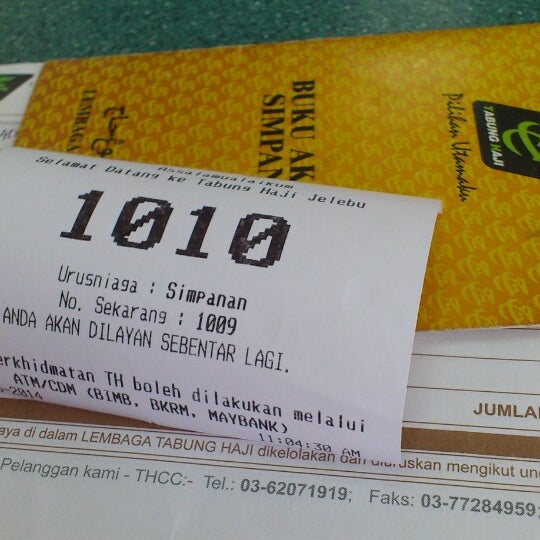 BUKU AK
SIMPAN
LEMBAGA
Pilihan Utamaku
TABUNG HAJI
Assalamualaikum
Selamat Datang ke Tabung Haji Jelebu
1010
Urusniaga : Simpanan
No. Sekarang : 1009
ANDA AKAN DILAYAN SEBENTAR LAGI.
erkhidmatan TH boleh dilakukan melalui
ATM/CDM (BIMB, BKRM, MAYBANK)
-2014 11:04:30 AM
JUMLA
aya di dalam LEMBAGA TABUNG HAJI dikelolakan dan diuruskan mengikut un
Pelanggan kami - THCC:- Tel.: 03-62071919; Faks: 03-77284959;